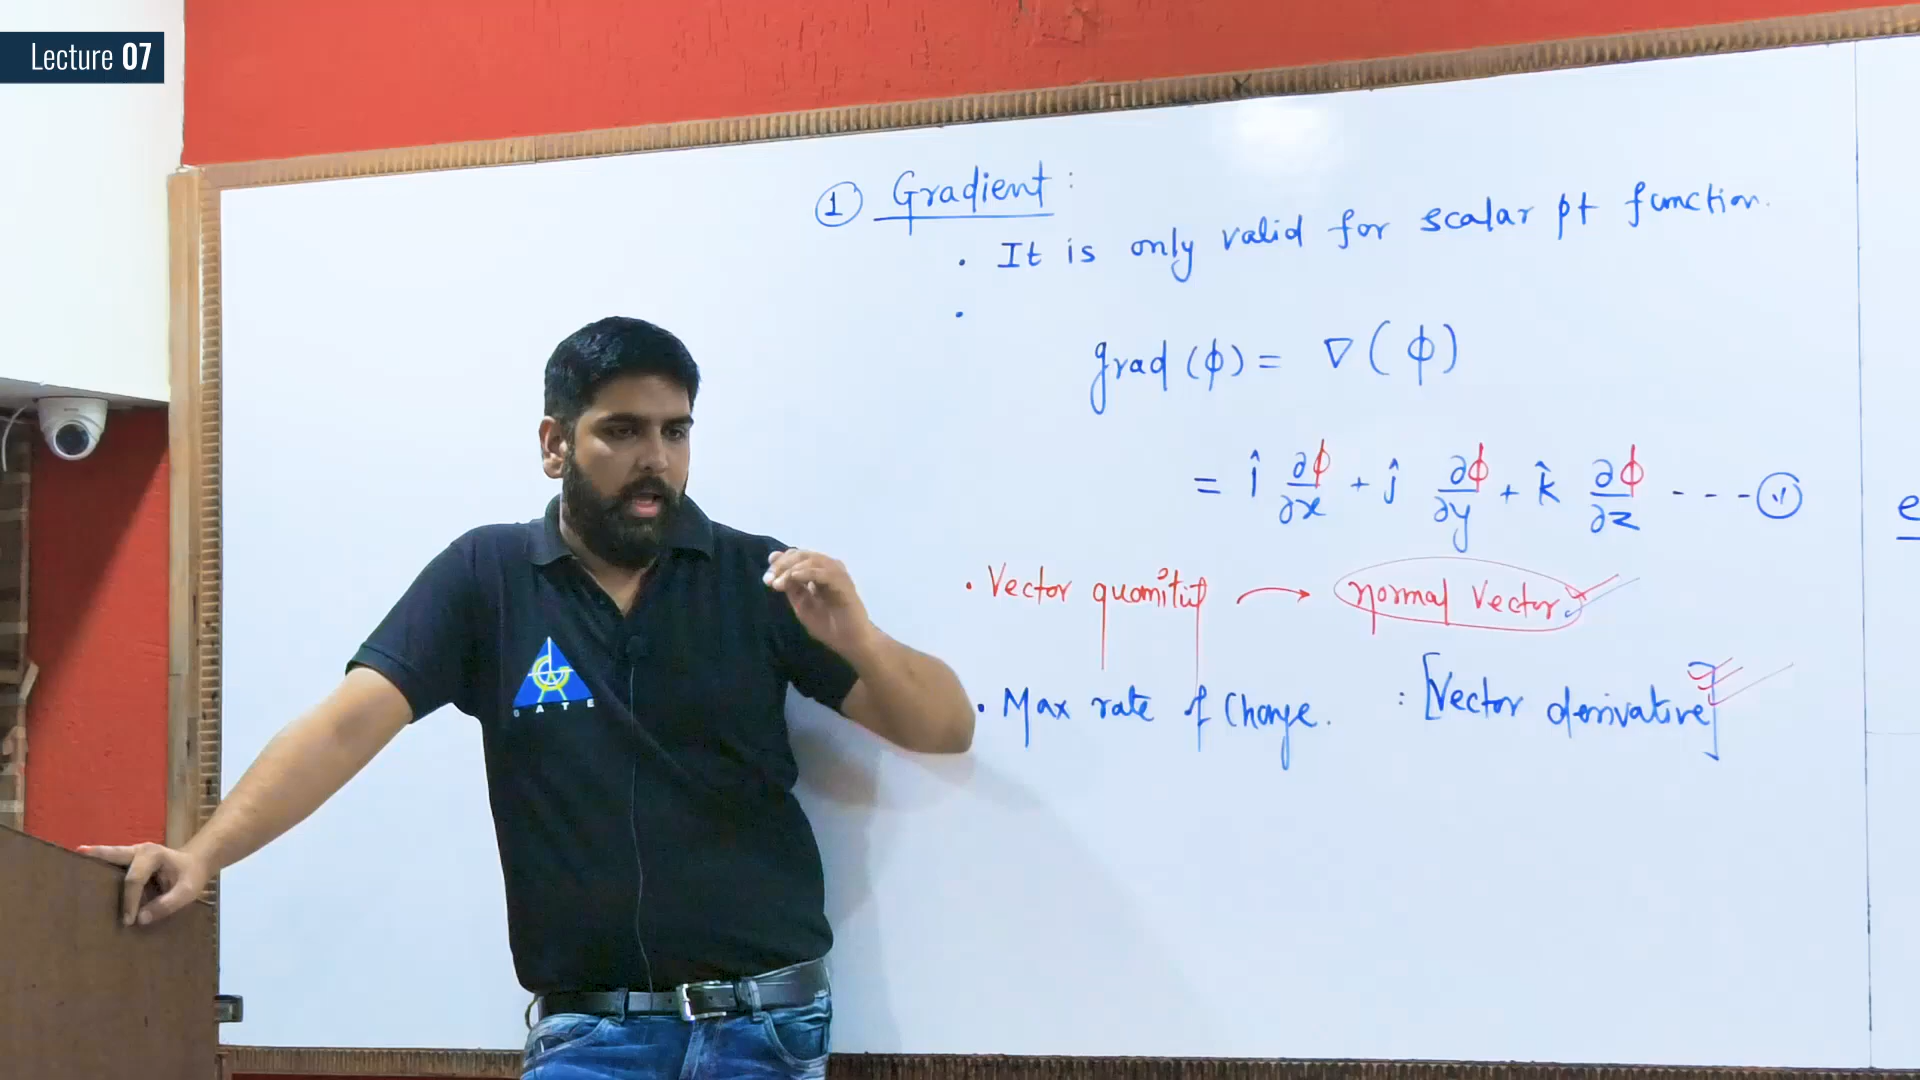 Lecture 07
① Gradient :
• It is only valid for scalar pt function.
•
grad (ϕ) = ∇(ϕ)
= î ∂ϕ/∂x + ĵ ∂ϕ/∂y + k̂ ∂ϕ/∂z - - - -
• Vector quantity → normal Vector.
• Max rate of Change. : [Vector derivative]
e
GATE